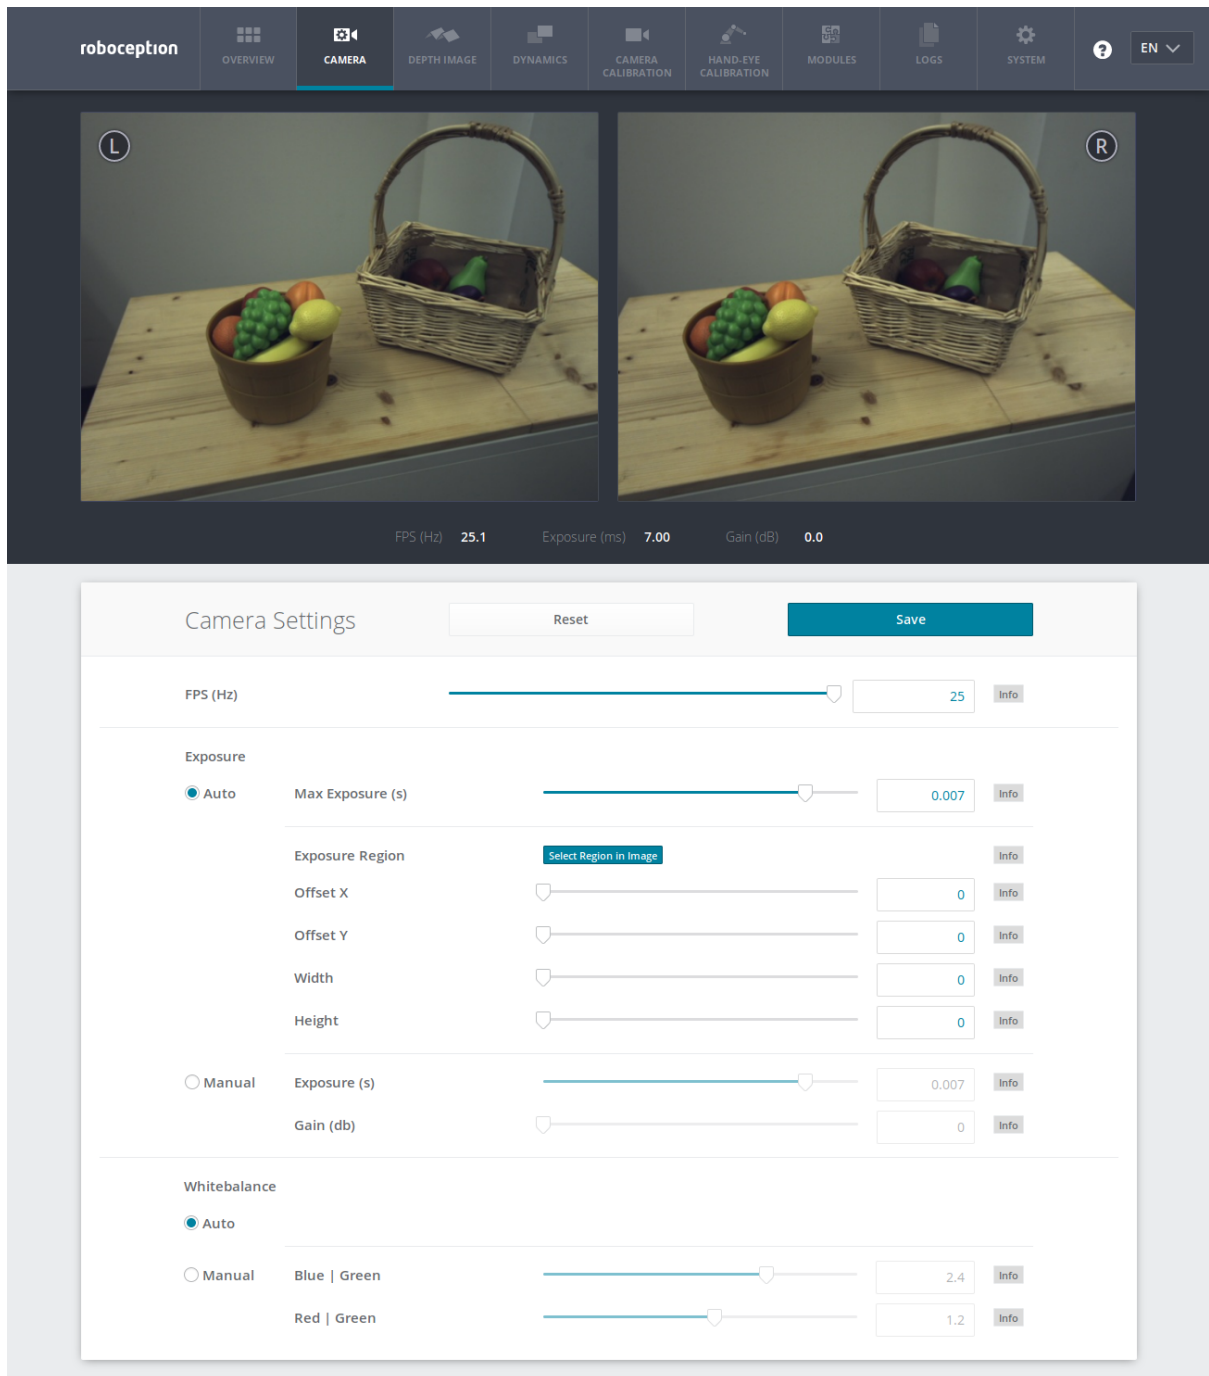 roboception
OVERVIEW
CAMERA
DEPTH IMAGE
DYNAMICS
CAMERA
CALIBRATION
HAND-EYE
CALIBRATION
MODULES
LOGS
SYSTEM
?
EN
L
R
FPS (Hz) 25.1 Exposure (ms) 7.00 Gain (dB) 0.0
Camera Settings Reset Save
FPS (Hz) 25 Info
Exposure
Auto Max Exposure (s) 0.007 Info
Exposure Region Select Region in Image Info
Offset X 0 Info
Offset Y 0 Info
Width 0 Info
Height 0 Info
Manual Exposure (s) 0.007 Info
Gain (db) 0 Info
Whitebalance
Auto
Manual Blue | Green 2.4 Info
Red | Green 1.2 Info